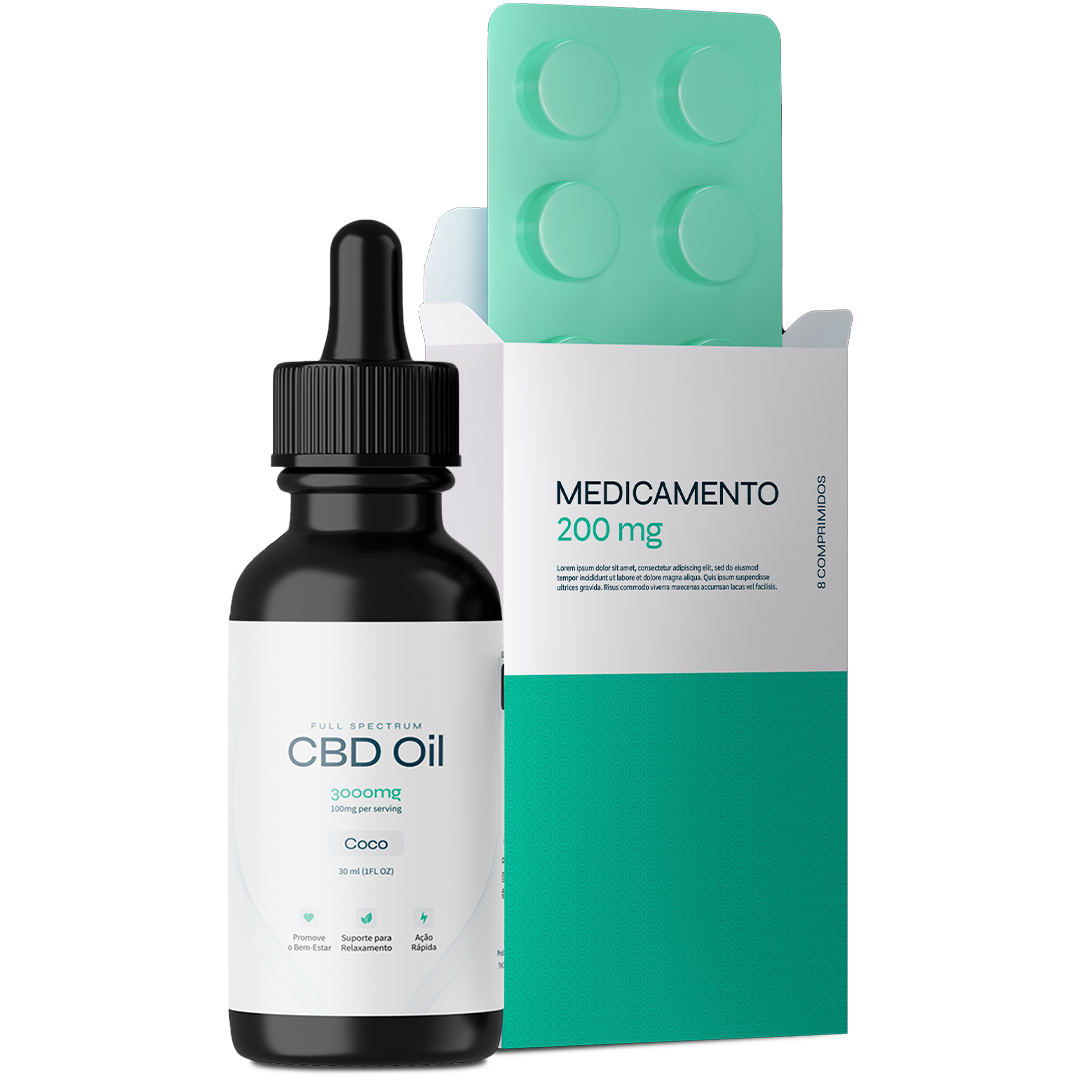 MEDICAMENTO
200 mg
Lorem ipsum dolor sit amet, consectetur adipiscing elit, sed do eiusmod
tempor incididunt ut labore et dolore magna aliqua. Quis ipsum suspendisse
ultrices gravida. Risus commodo viverra maecenas accumsan lacus vel facilisis.
8 COMPRIMIDOS
FULL SPECTRUM
CBD Oil
3000mg
100mg per serving
Coco
30 ml (1FL OZ)
Promove
o Bem-Estar
Suporte para
Relaxamento
Ação
Rápida